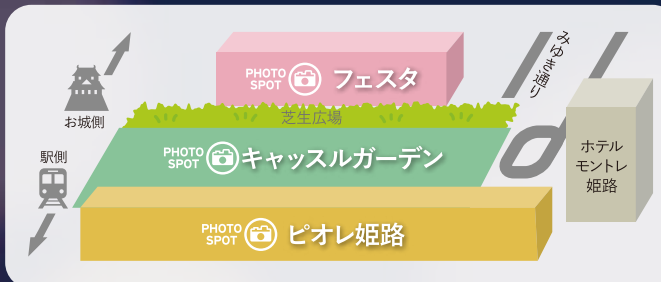 PHOTO
SPOT
フェスタ
みゆき通り
お城側
芝生広場
PHOTO
SPOT
キャッスルガーデン
駅側
ホテル
モントレ
姫路
PHOTO
SPOT
ピオレ姫路